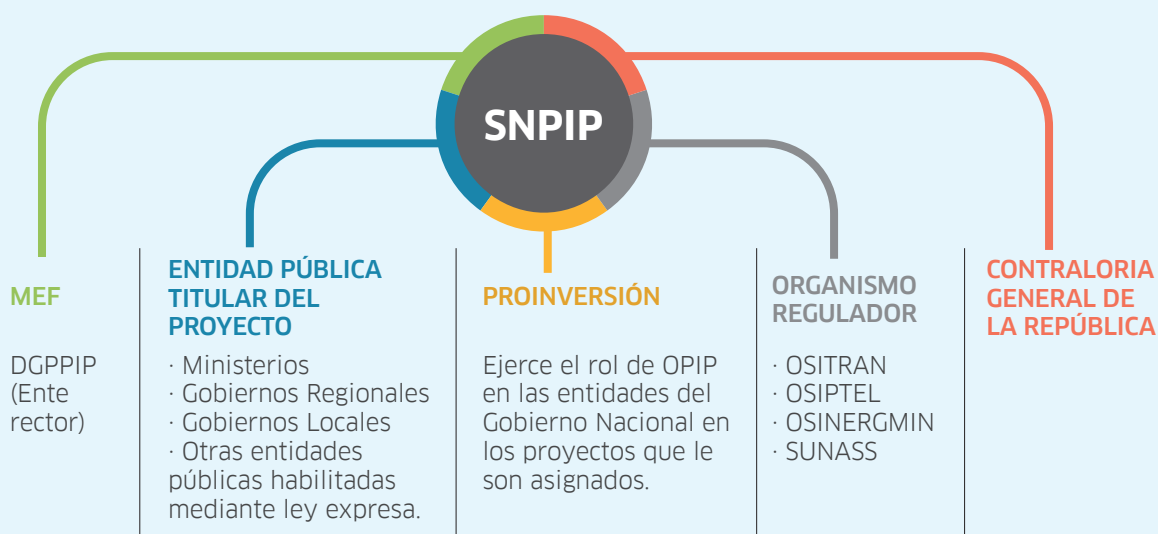 SNPIP
MEF
DGPPIP
(Ente
rector)
ENTIDAD PÚBLICA
TITULAR DEL
PROYECTO
· Ministerios
· Gobiernos Regionales
· Gobiernos Locales
· Otras entidades
públicas habilitadas
mediante ley expresa.
PROINVERSIÓN
Ejerce el rol de OPIP
en las entidades del
Gobierno Nacional en
los proyectos que le
son asignados.
ORGANISMO
REGULADOR
· OSITRAN
· OSIPTEL
· OSINERGMIN
· SUNASS
CONTRALORIA
GENERAL DE
LA REPÚBLICA